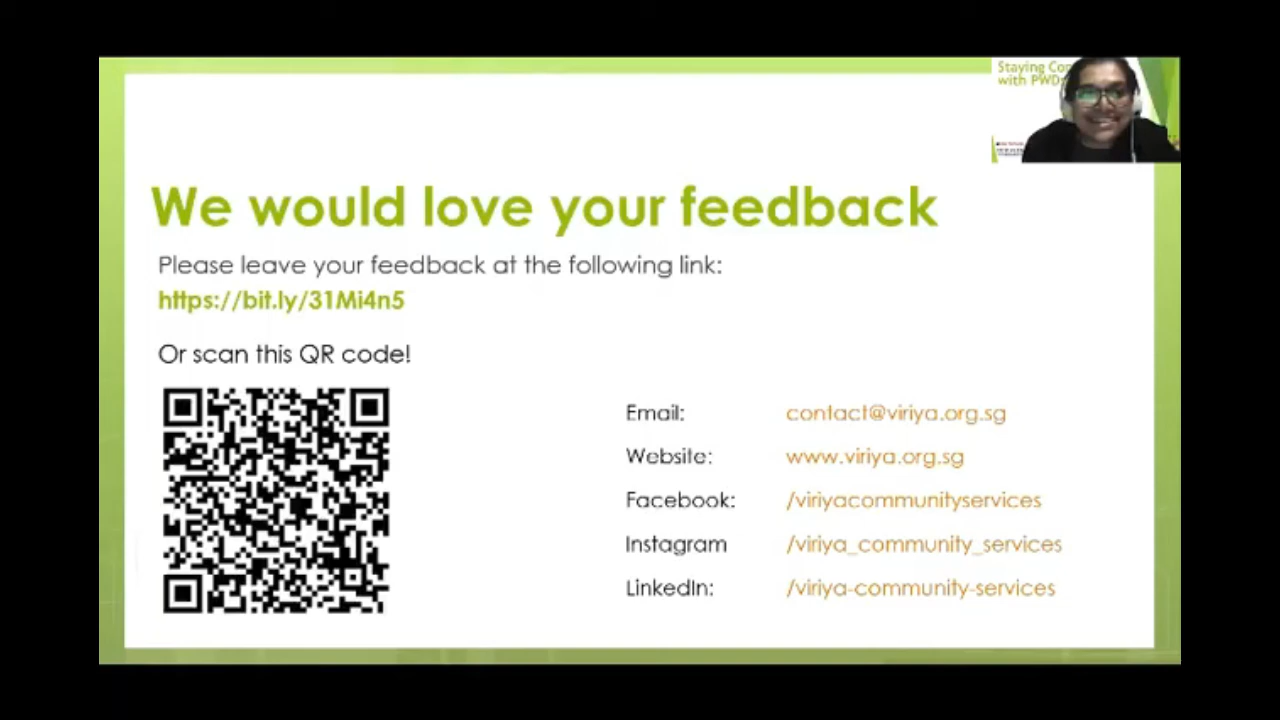 Staying
with PWDs
We would love your feedback
Please leave your feedback at the following link:
https://bit.ly/31Mi4n5
Or scan this QR code!
Email: contact@viriya.org.sg
Website: www.viriya.org.sg
Facebook: /viriyacommunityservices
Instagram /viriya_community_services
LinkedIn: /viriya-community-services